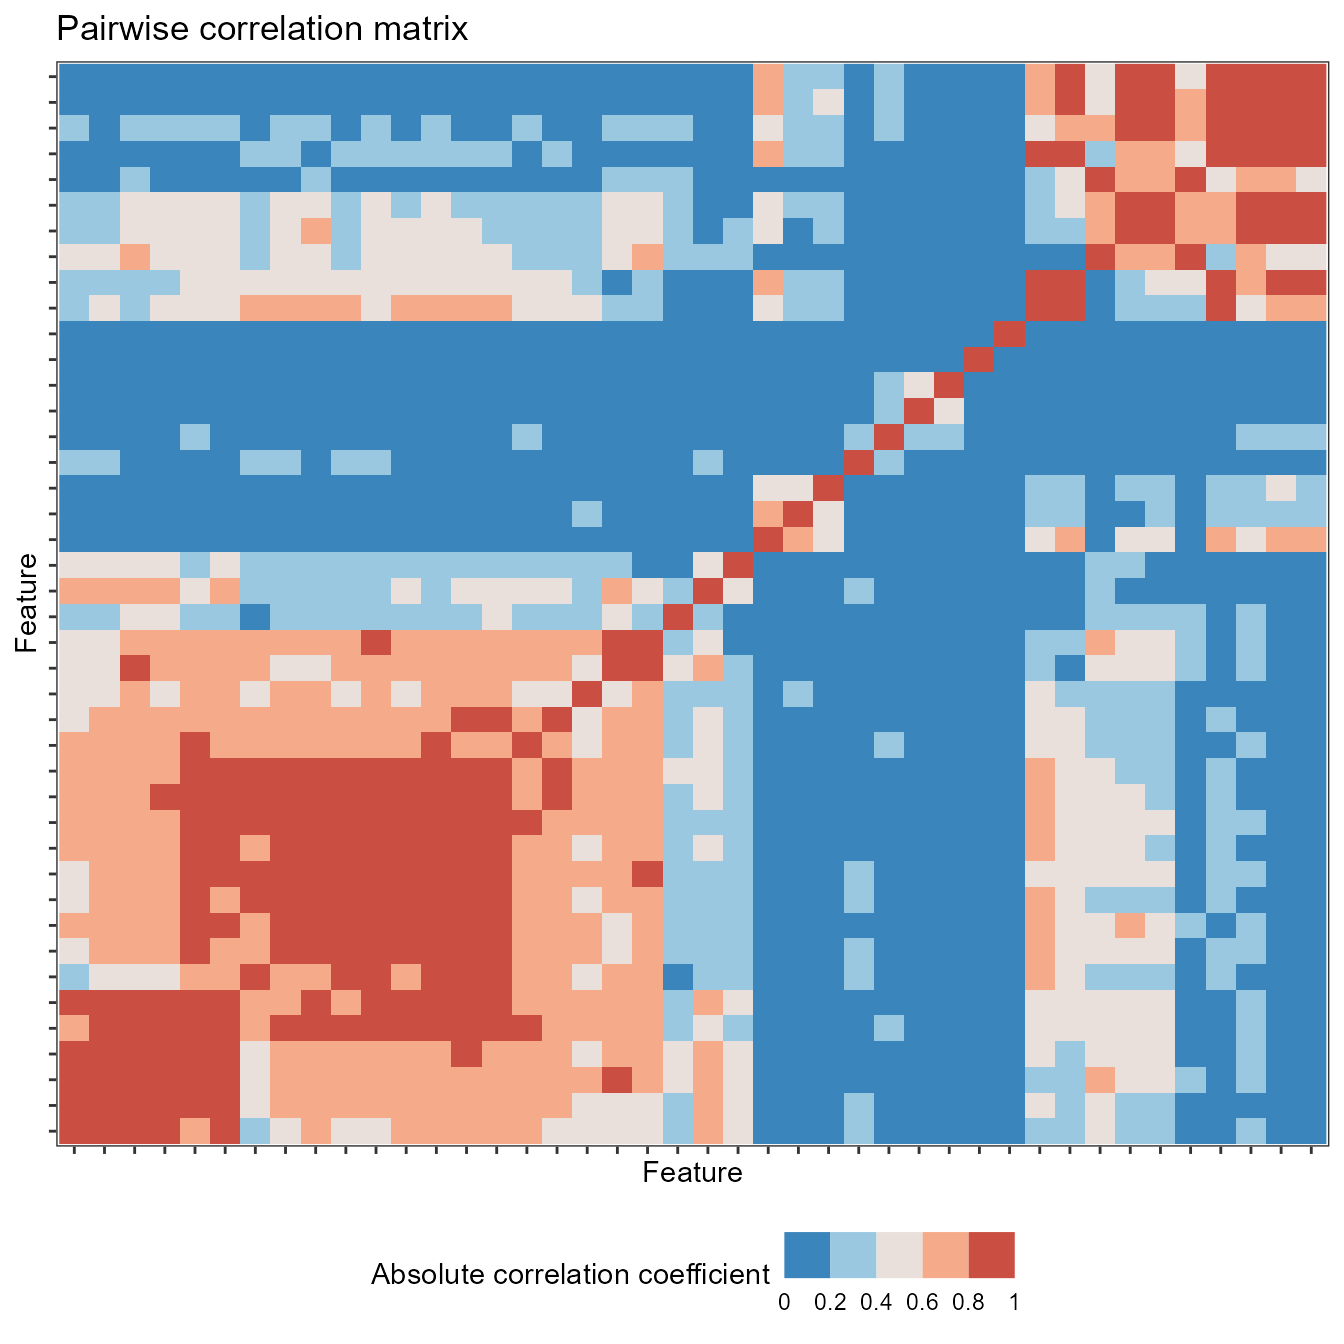 Pairwise correlation matrix
Feature
Feature
Absolute correlation coefficient
0 0.2 0.4 0.6 0.8 1